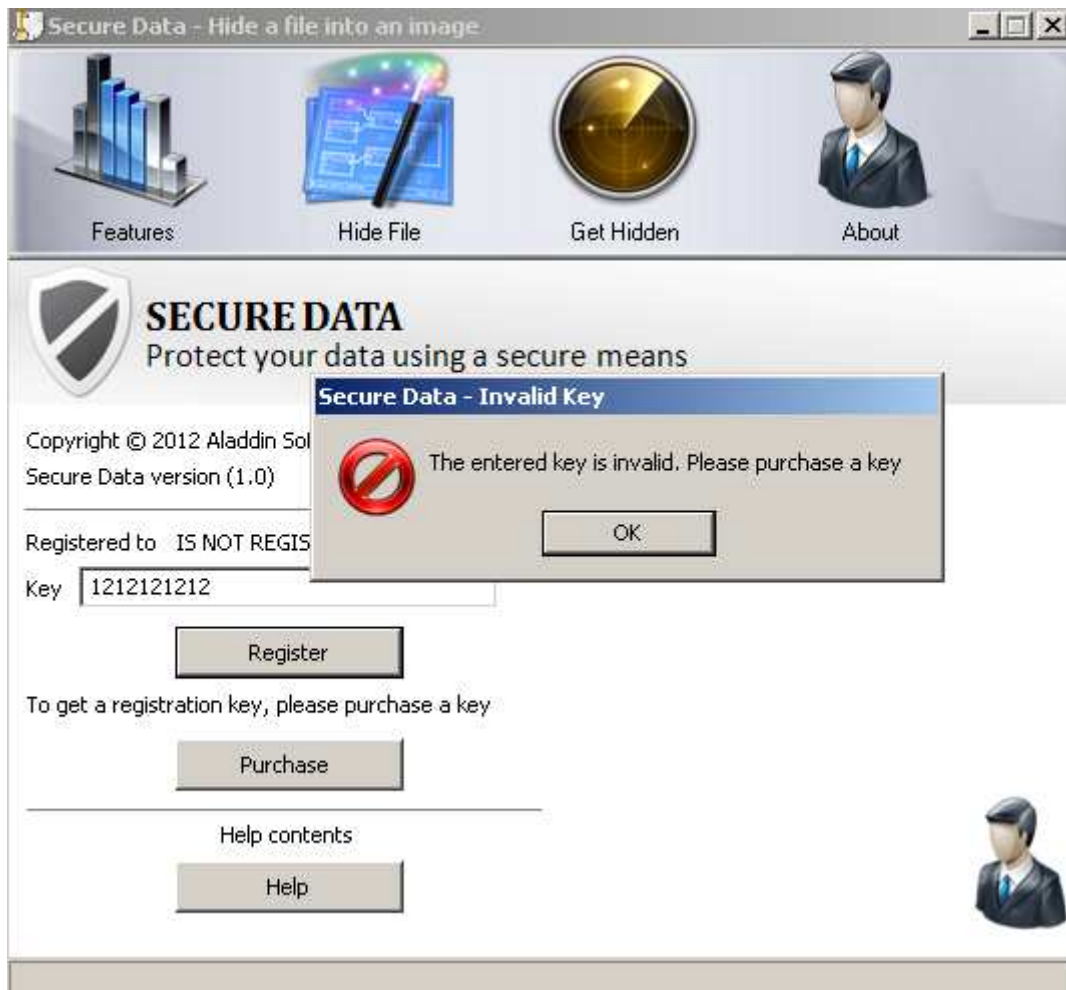 Secure Data - Hide a file into an image
Features
Hide File
Get Hidden
About
SECURE DATA
Protect your data using a secure means
Secure Data - Invalid Key
The entered key is invalid. Please purchase a key
OK
Copyright © 2012 Aladdin
Secure Data version (1.0)
Registered to IS NOT
Key 1212121212
Register
To get a registration key, please purchase a key
Purchase
Help contents
Help